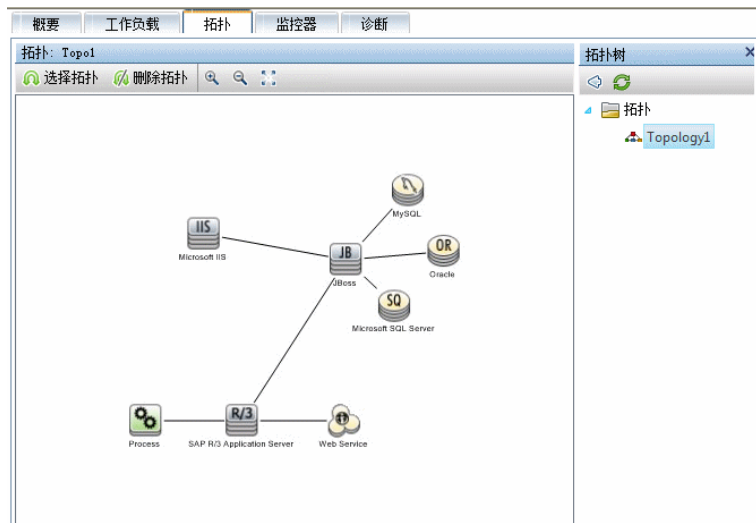 概要 工作负载 拓扑 监控器 诊断
拓扑: Topo1
选择拓扑 删除拓扑
拓扑树
拓扑
Topology1
MySQL
IIS
Microsoft IIS
JB
JBoss
OR
Oracle
SQ
Microsoft SQL Server
Process
R/3
SAP R/3 Application Server
Web Service